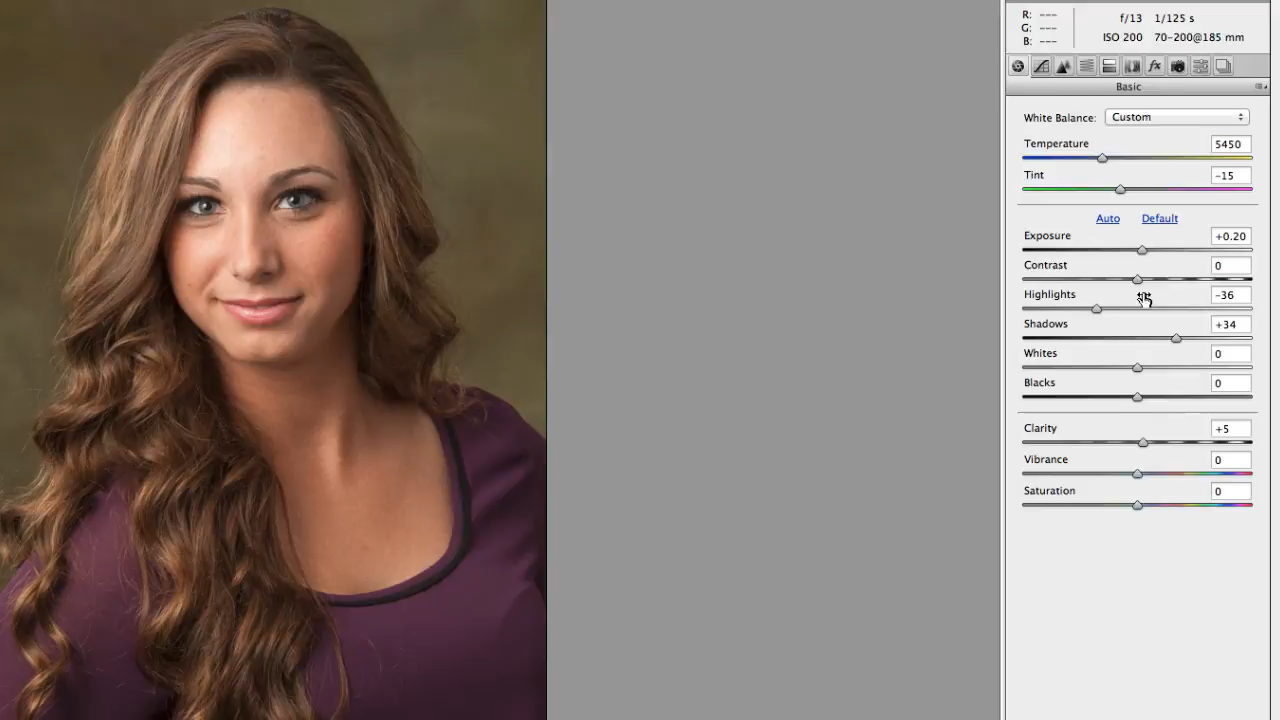 R: ---
G: ---
B: ---
f/13 1/125 s
ISO 200 70-200@185 mm
fx
Basic
White Balance: Custom
Temperature 5450
Tint -15
Auto Default
Exposure +0.20
Contrast 0
Highlights -36
Shadows +34
Whites 0
Blacks 0
Clarity +5
Vibrance 0
Saturation 0